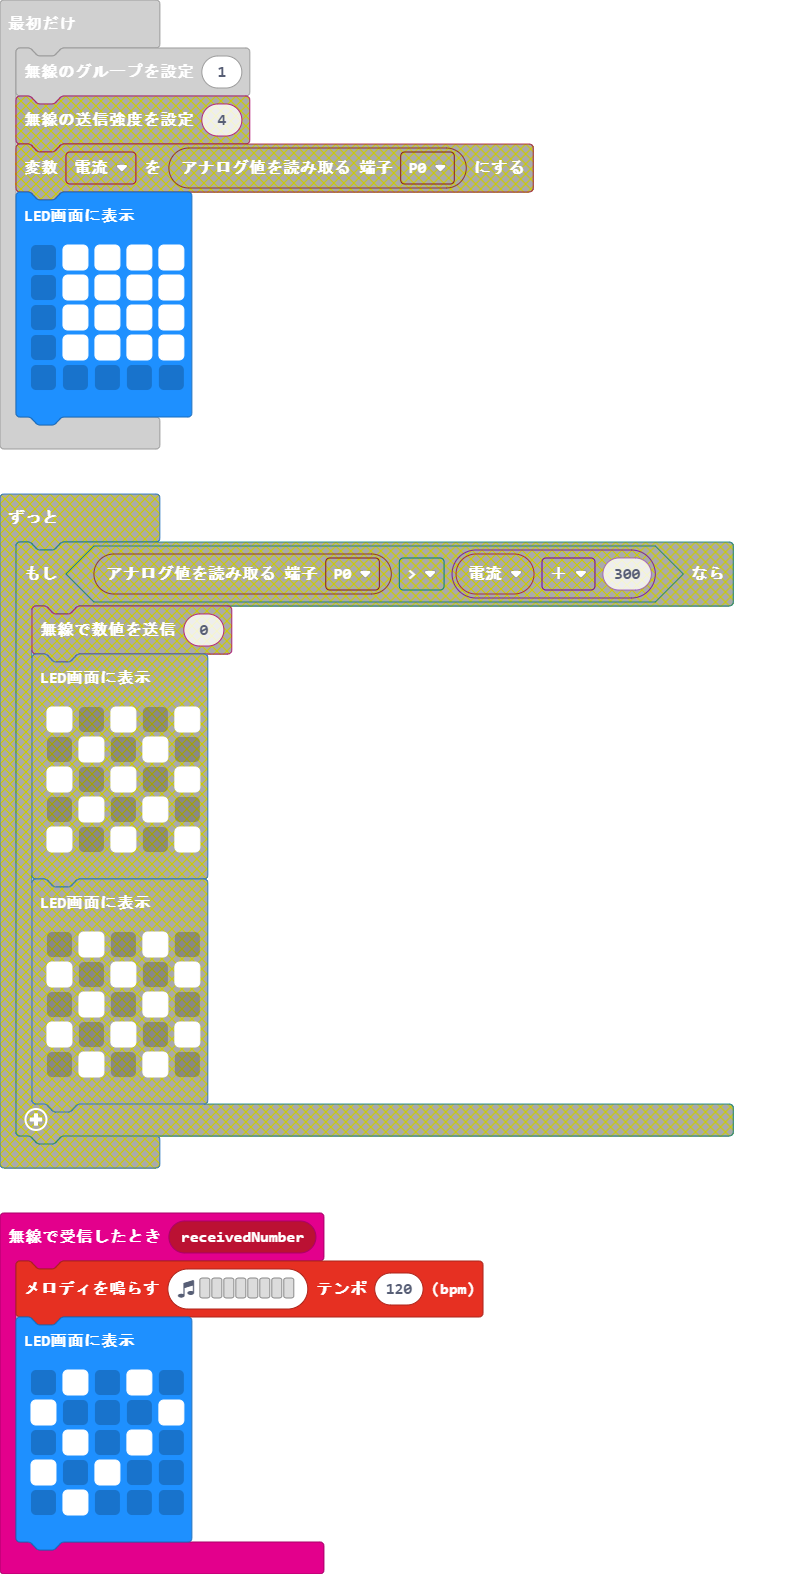 最初だけ
無線のグループを設定 1
無線の送信強度を設定 4
変数 電流 を アナログ値を読み取る 端子 P0 にする
LED画面に表示
ずっと
もし アナログ値を読み取る 端子 P0 > 電流 + 300 なら
無線で数値を送信 0
LED画面に表示
LED画面に表示
無線で受信したとき receivedNumber
メロディを鳴らす テンポ 120 (bpm)
LED画面に表示